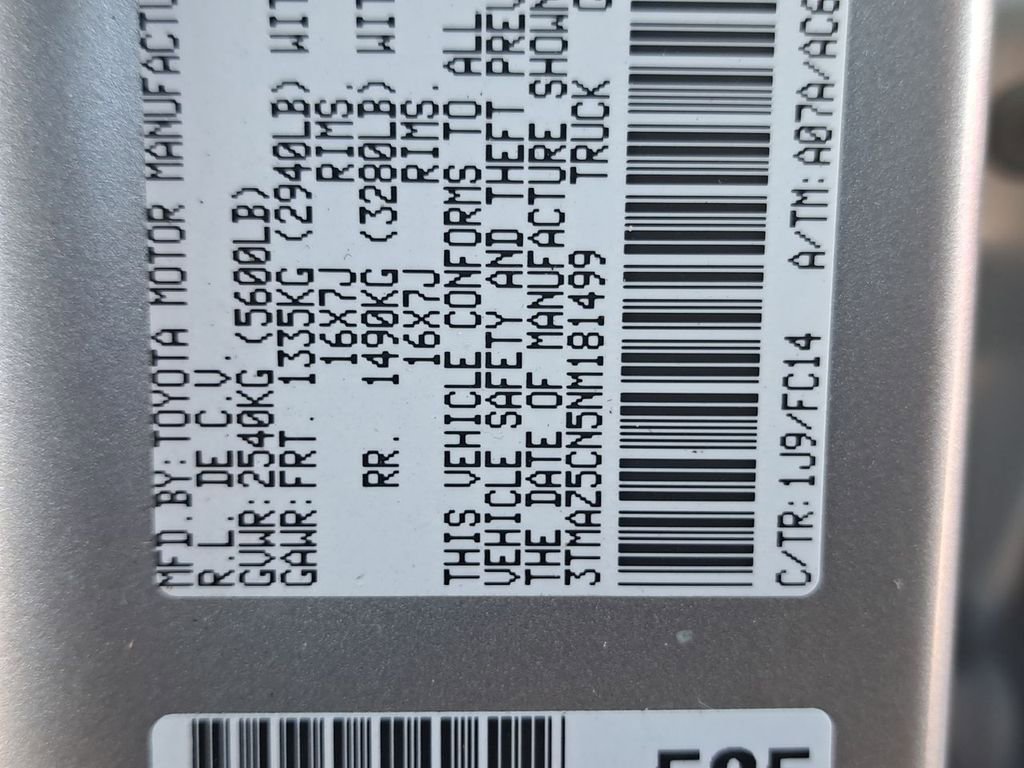 MFD.BY:TOYOTA MOTOR MANUFACTU
R.L. DE C.V.
GVWR:2540KG (5600LB)
GAWR:FRT. 1335KG (2940LB) WIT
16X7J RIMS,
RR. 1490KG (3280LB) WIT
16X7J RIMS.
THIS VEHICLE CONFORMS TO ALL
VEHICLE SAFETY AND THEFT PREV
THE DATE OF MANUFACTURE SHOWN
3TMAZ5CN5NM181499 TRUCK
C/TR:1J9/FC14 A/TM:A07A/AC6